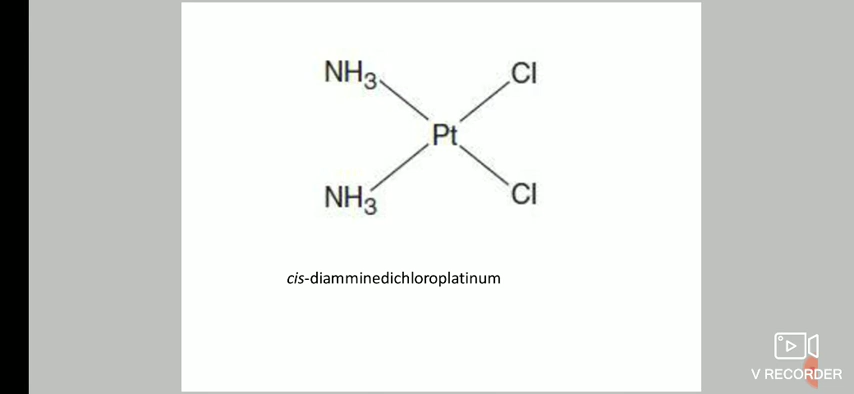 NH3 Cl
Pt
NH3 Cl
cis-diamminedichloroplatinum
V RECORDER